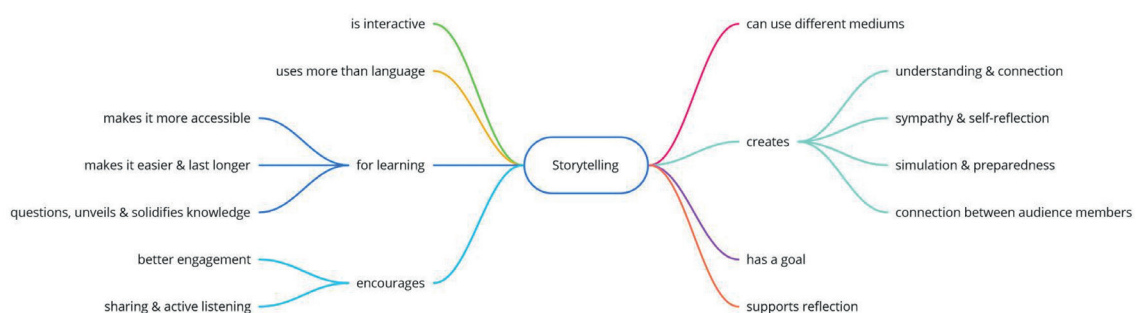 Storytelling
is interactive
uses more than language
for learning
makes it more accessible
makes it easier & last longer
questions, unveils & solidifies knowledge
encourages
better engagement
sharing & active listening
can use different mediums
creates
understanding & connection
sympathy & self-reflection
simulation & preparedness
connection between audience members
has a goal
supports reflection